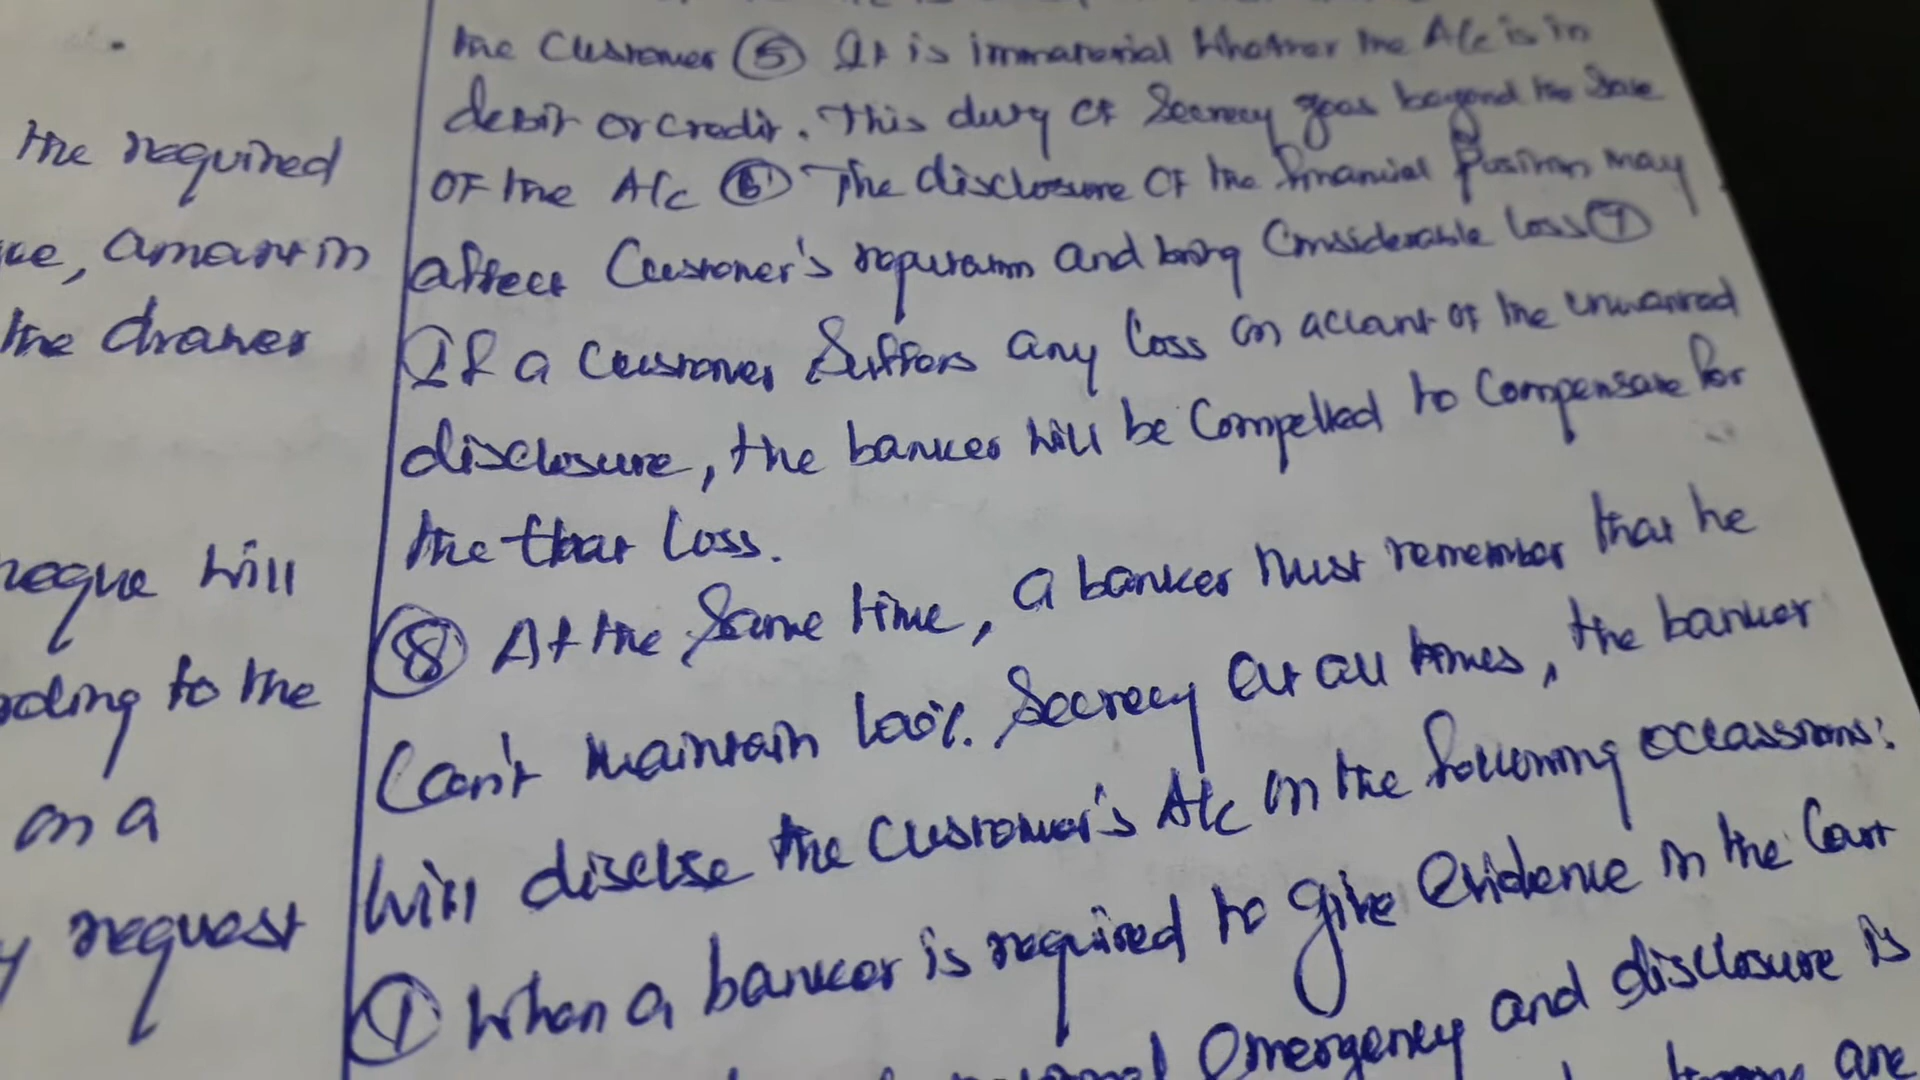 the required
amount in
the drawer
will
to the
on a
request
the customer ⑤ It is immaterial whether the A/c is in
debit or credit. This duty of secrecy goes beyond the state
of the A/c ⑥ The disclosure of the financial position may
affect customer's reputation and bring considerable loss ⑦
If a customer suffers any loss on account of the unwanted
disclosure, the banker will be compelled to compensate for
the that loss.
⑧ At the same time, a banker must remember that he
can't maintain 100% secrecy at all times, the banker
will disclse the customer's A/c on the following occassions:
① When a banker is required to give evidence in the court
emergency and disclosure is
are